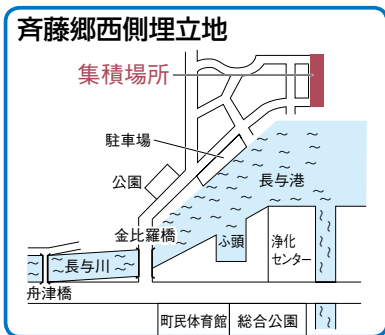 斉藤郷西側埋立地
集積場所
駐車場
長与港
公園
金比羅橋
ふ頭
浄化
センター
長与川
舟津橋
町民体育館
総合公園